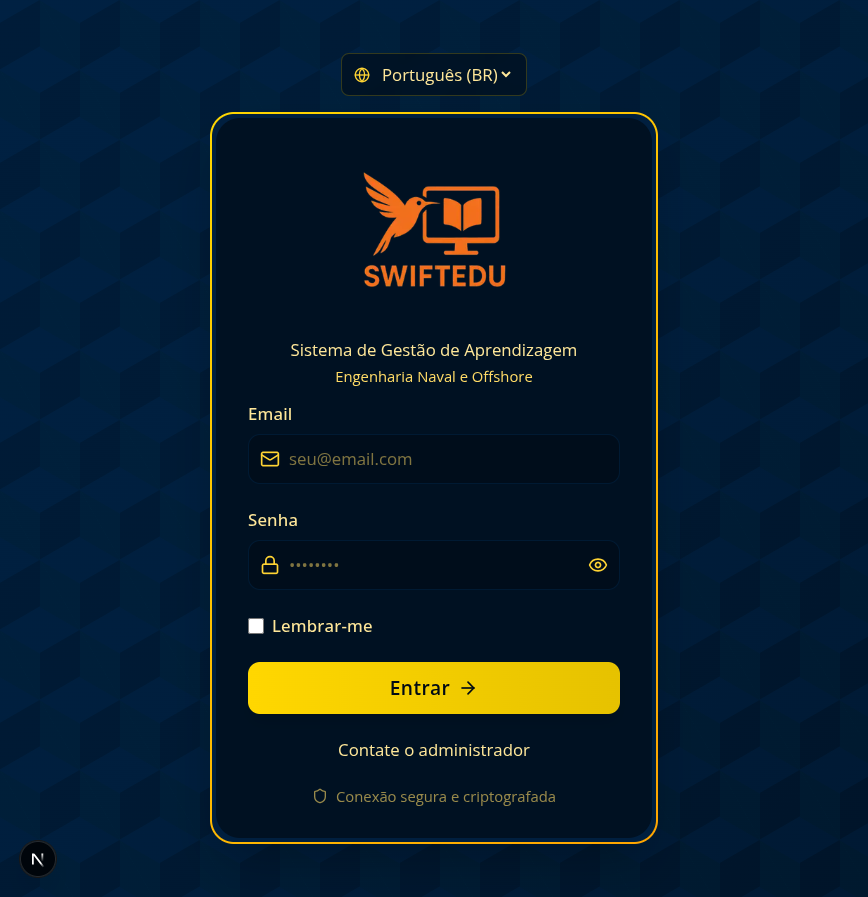 Português (BR)
SWIFTEDU
Sistema de Gestão de Aprendizagem
Engenharia Naval e Offshore
Email
seu@email.com
Senha
••••••••
Lembrar-me
Entrar →
Contate o administrador
Conexão segura e criptografada
N